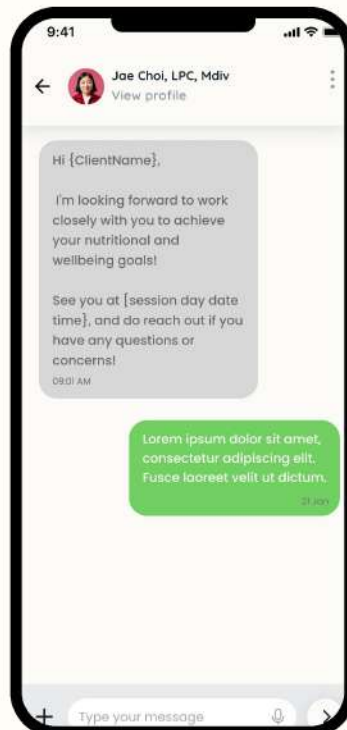 9:41
Jae Choi, LPC, Mdiv
View profile
Hi {ClientName},
I'm looking forward to work
closely with you to achieve
your nutritional and
wellbeing goals!
See you at [session day date
time}, and do reach out if you
have any questions or
concerns!
09:01 AM
Lorem ipsum dolor sit amet,
consectetur adipiscing elit.
Fusce laoreet velit ut dictum.
21 Jan
Type your message